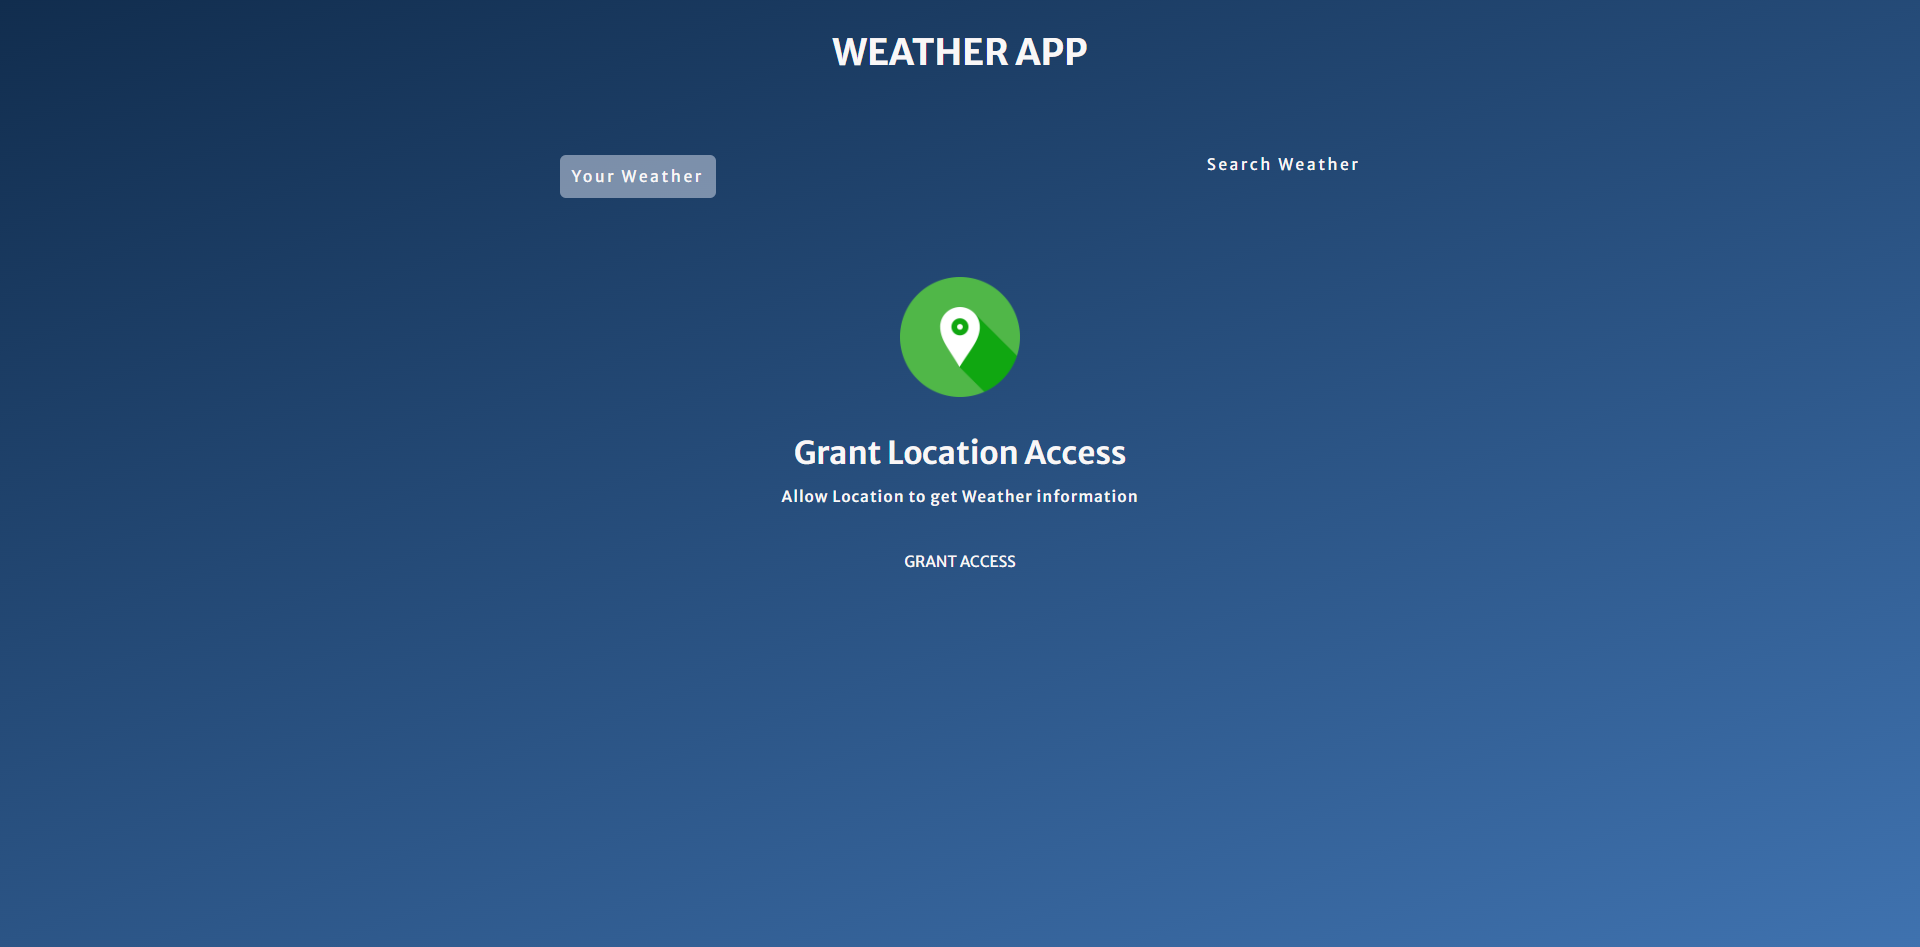 WEATHER APP
Your Weather
Search Weather
Grant Location Access
Allow Location to get Weather information
GRANT ACCESS